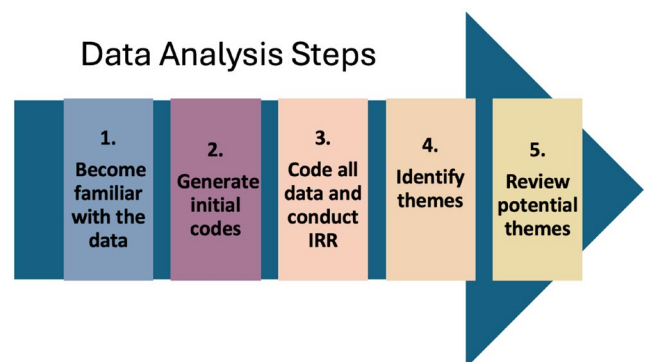 Data Analysis Steps
1.
Become
familiar
with the
data
2.
Generate
initial
codes
3.
Code all
data and
conduct
IRR
4.
Identify
themes
5.
Review
potential
themes